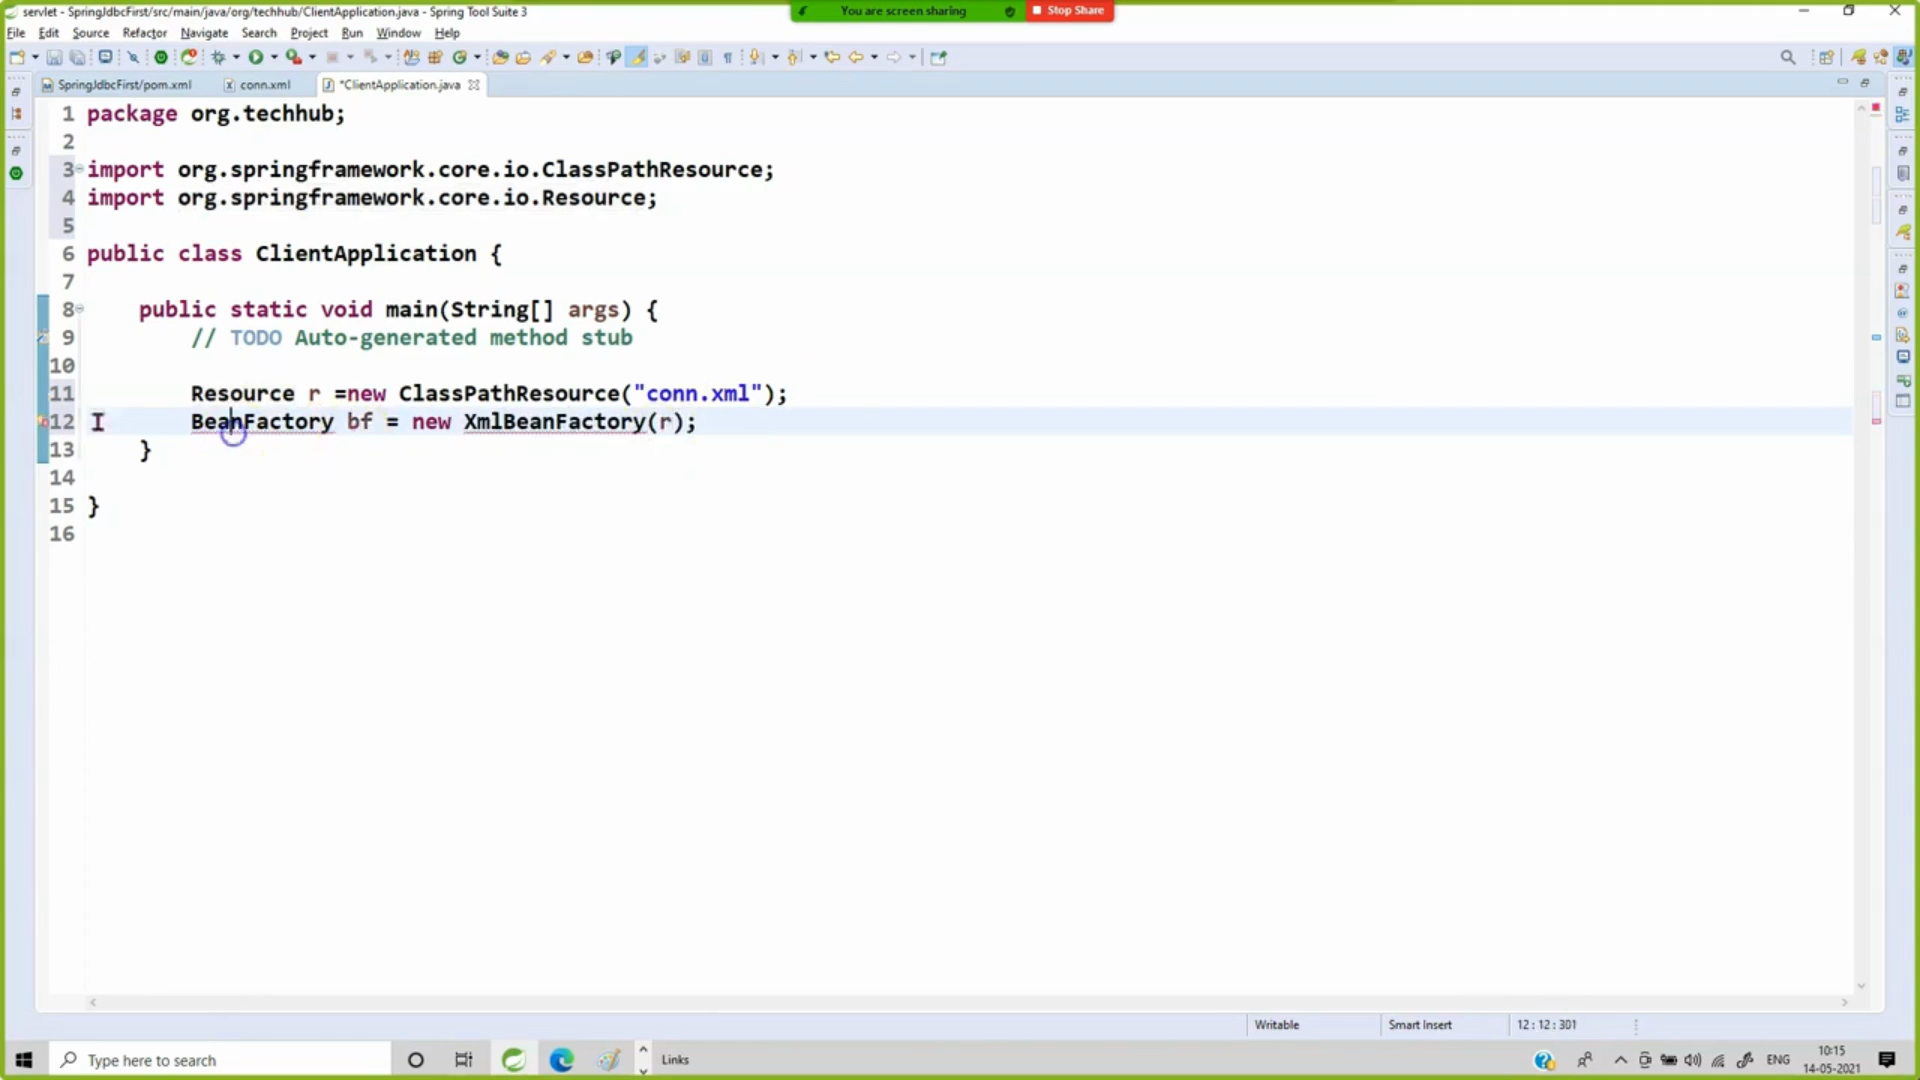 servlet - SpringJdbcFirst/src/main/java/org/techhub/ClientApplication.java - Spring Tool Suite 3
You are screen sharing
Stop Share
File Edit Source Refactor Navigate Search Project Run Window Help
SpringJdbcFirst/pom.xml
conn.xml
*ClientApplication.java
1 package org.techhub;
2
3 import org.springframework.core.io.ClassPathResource;
4 import org.springframework.core.io.Resource;
5
6 public class ClientApplication {
7
8 public static void main(String[] args) {
9 // TODO Auto-generated method stub
10
11 Resource r =new ClassPathResource("conn.xml");
12 BeanFactory bf = new XmlBeanFactory(r);
13 }
14
15 }
16
Writable
Smart Insert
12 : 12 : 301
Type here to search
Links
ENG
10:15
14-05-2021